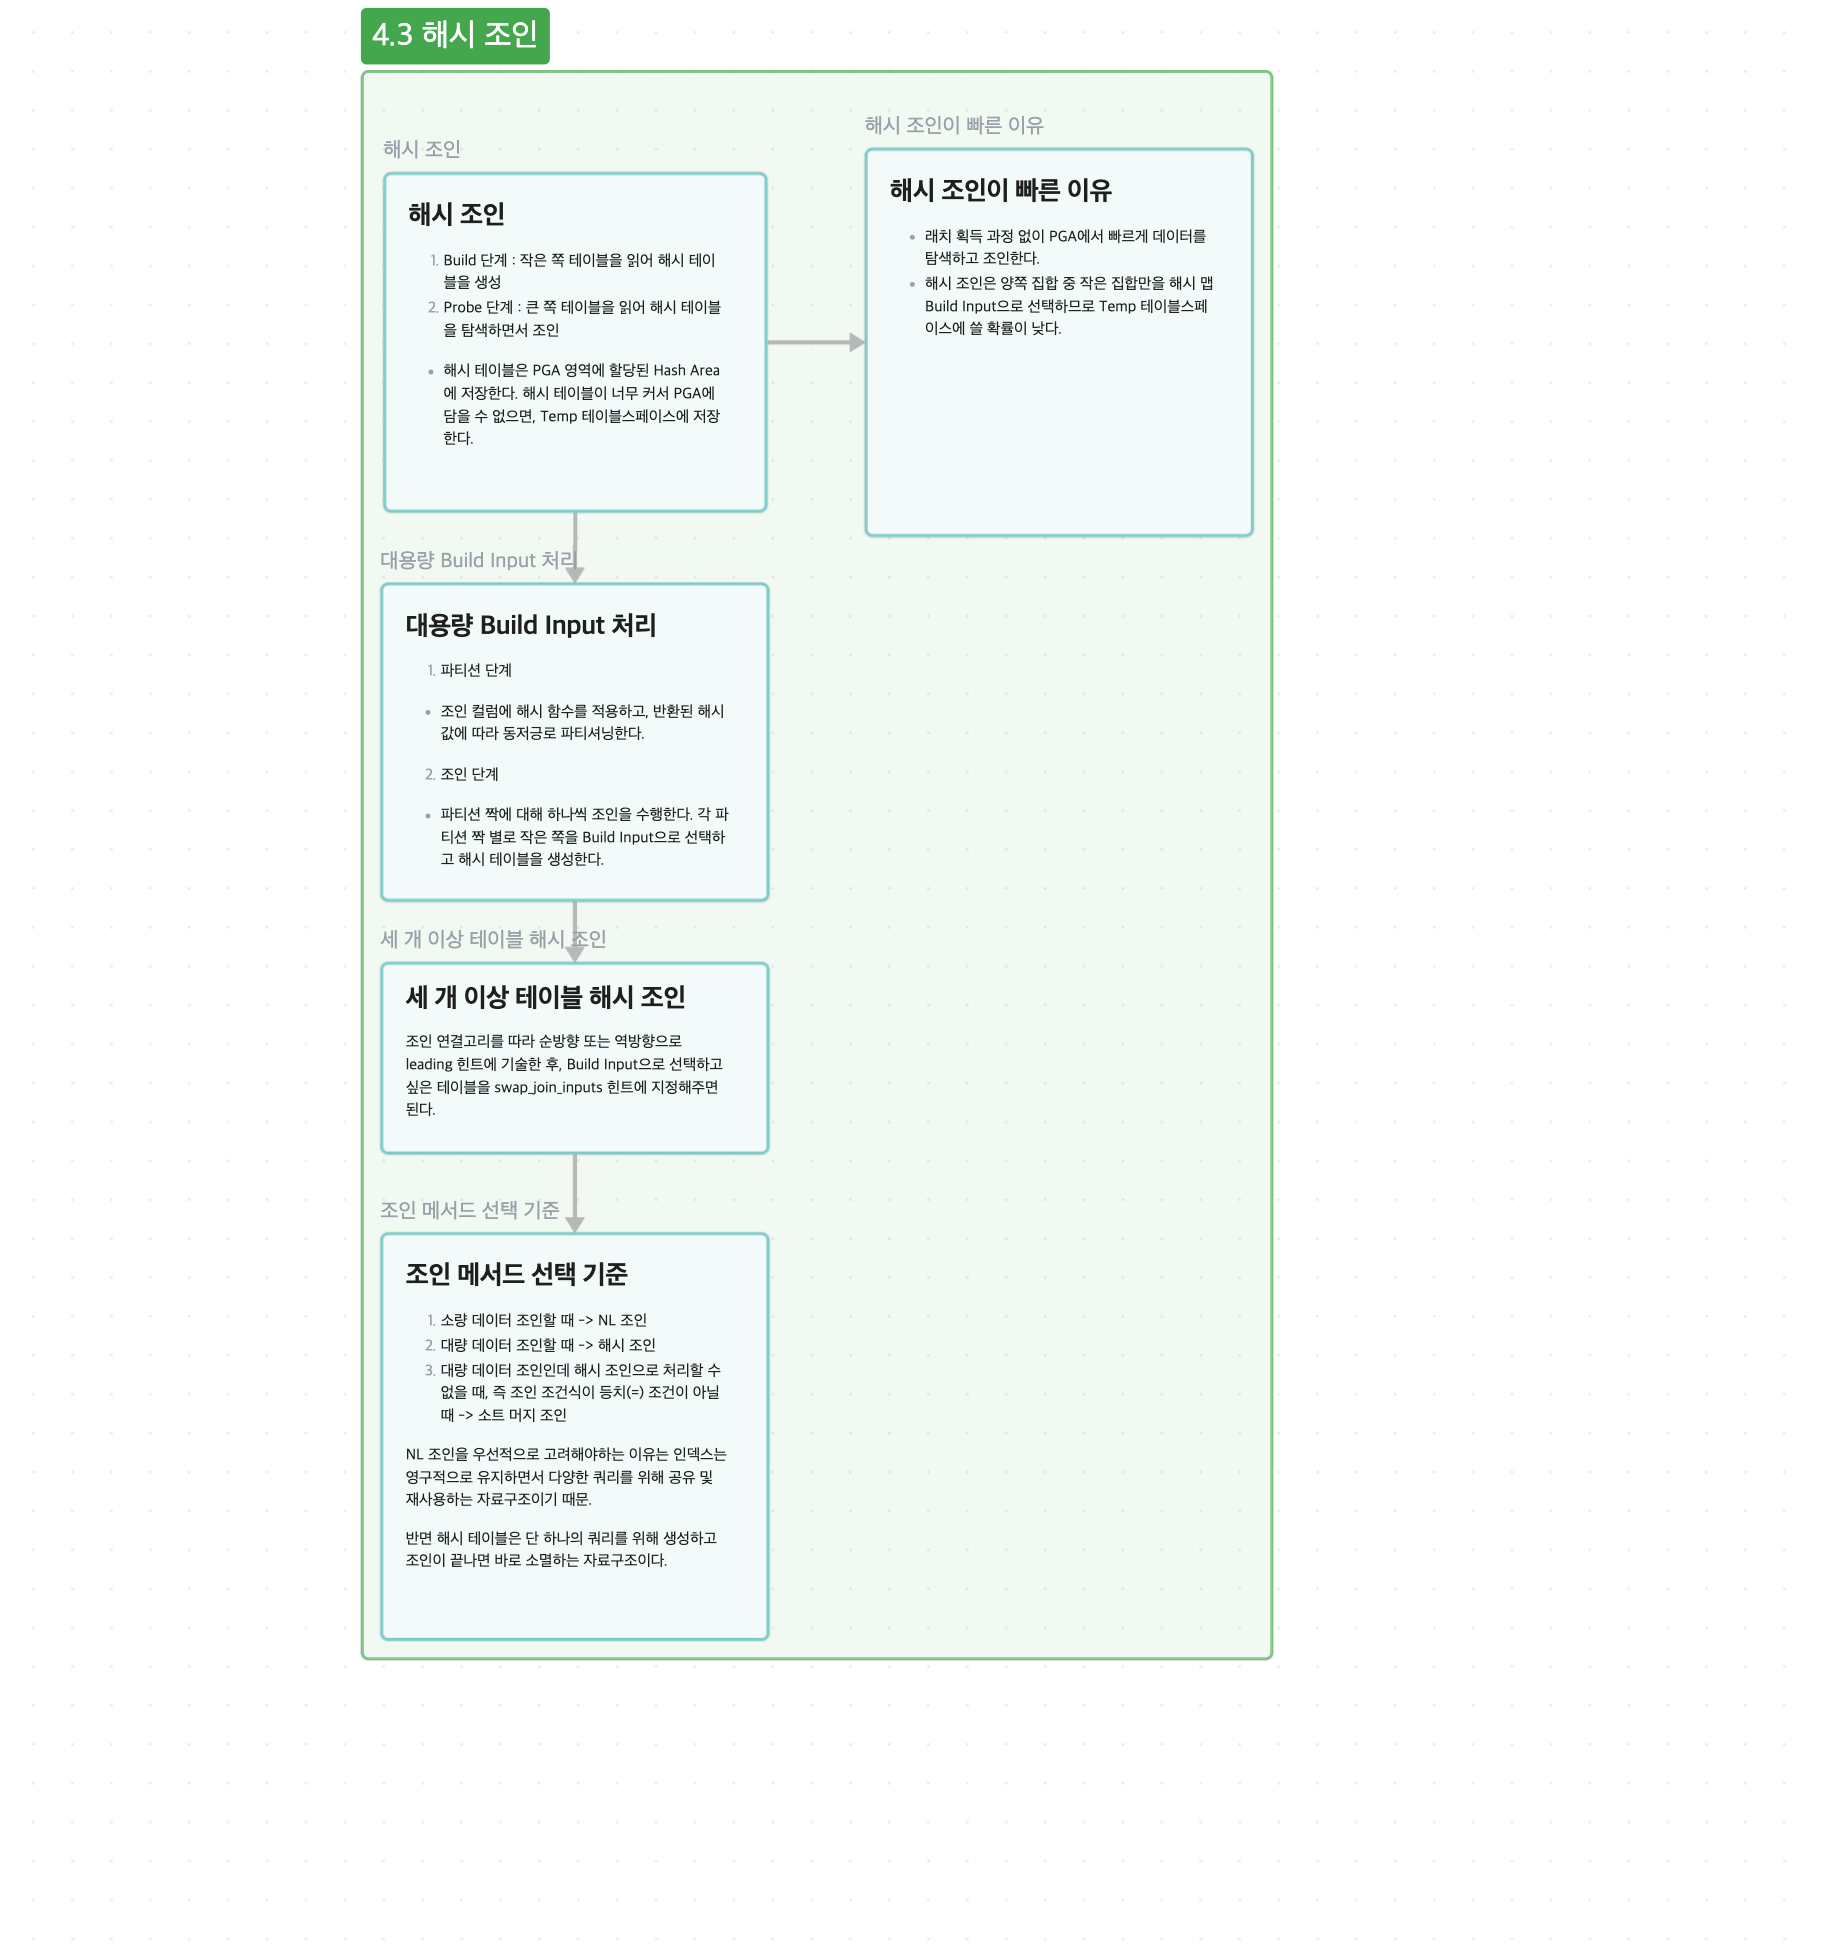 4.3 해시 조인
해시 조인
해시 조인
1. Build 단계 : 작은 쪽 테이블을 읽어 해시 테이
블을 생성
2. Probe 단계 : 큰 쪽 테이블을 읽어 해시 테이블
을 탐색하면서 조인
• 해시 테이블은 PGA 영역에 할당된 Hash Area
에 저장한다. 해시 테이블이 너무 커서 PGA에
담을 수 없으면, Temp 테이블스페이스에 저장
한다.
해시 조인이 빠른 이유
해시 조인이 빠른 이유
• 래치 획득 과정 없이 PGA에서 빠르게 데이터를
탐색하고 조인한다.
• 해시 조인은 양쪽 집합 중 작은 집합만을 해시 맵
Build Input으로 선택하므로 Temp 테이블스페
이스에 쓸 확률이 낮다.
대용량 Build Input 처리
대용량 Build Input 처리
1. 파티션 단계
• 조인 컬럼에 해시 함수를 적용하고, 반환된 해시
값에 따라 동저긍로 파티셔닝한다.
2. 조인 단계
• 파티션 짝에 대해 하나씩 조인을 수행한다. 각 파
티션 짝 별로 작은 쪽을 Build Input으로 선택하
고 해시 테이블을 생성한다.
세 개 이상 테이블 해시 조인
세 개 이상 테이블 해시 조인
조인 연결고리를 따라 순방향 또는 역방향으로
leading 힌트에 기술한 후, Build Input으로 선택하고
싶은 테이블을 swap_join_inputs 힌트에 지정해주면
된다.
조인 메서드 선택 기준
조인 메서드 선택 기준
1. 소량 데이터 조인할 때 -> NL 조인
2. 대량 데이터 조인할 때 -> 해시 조인
3. 대량 데이터 조인인데 해시 조인으로 처리할 수
없을 때, 즉 조인 조건식이 등치(=) 조건이 아닐
때 -> 소트 머지 조인
NL 조인을 우선적으로 고려해야하는 이유는 인덱스는
영구적으로 유지하면서 다양한 쿼리를 위해 공유 및
재사용하는 자료구조이기 때문.
반면 해시 테이블은 단 하나의 쿼리를 위해 생성하고
조인이 끝나면 바로 소멸하는 자료구조이다.